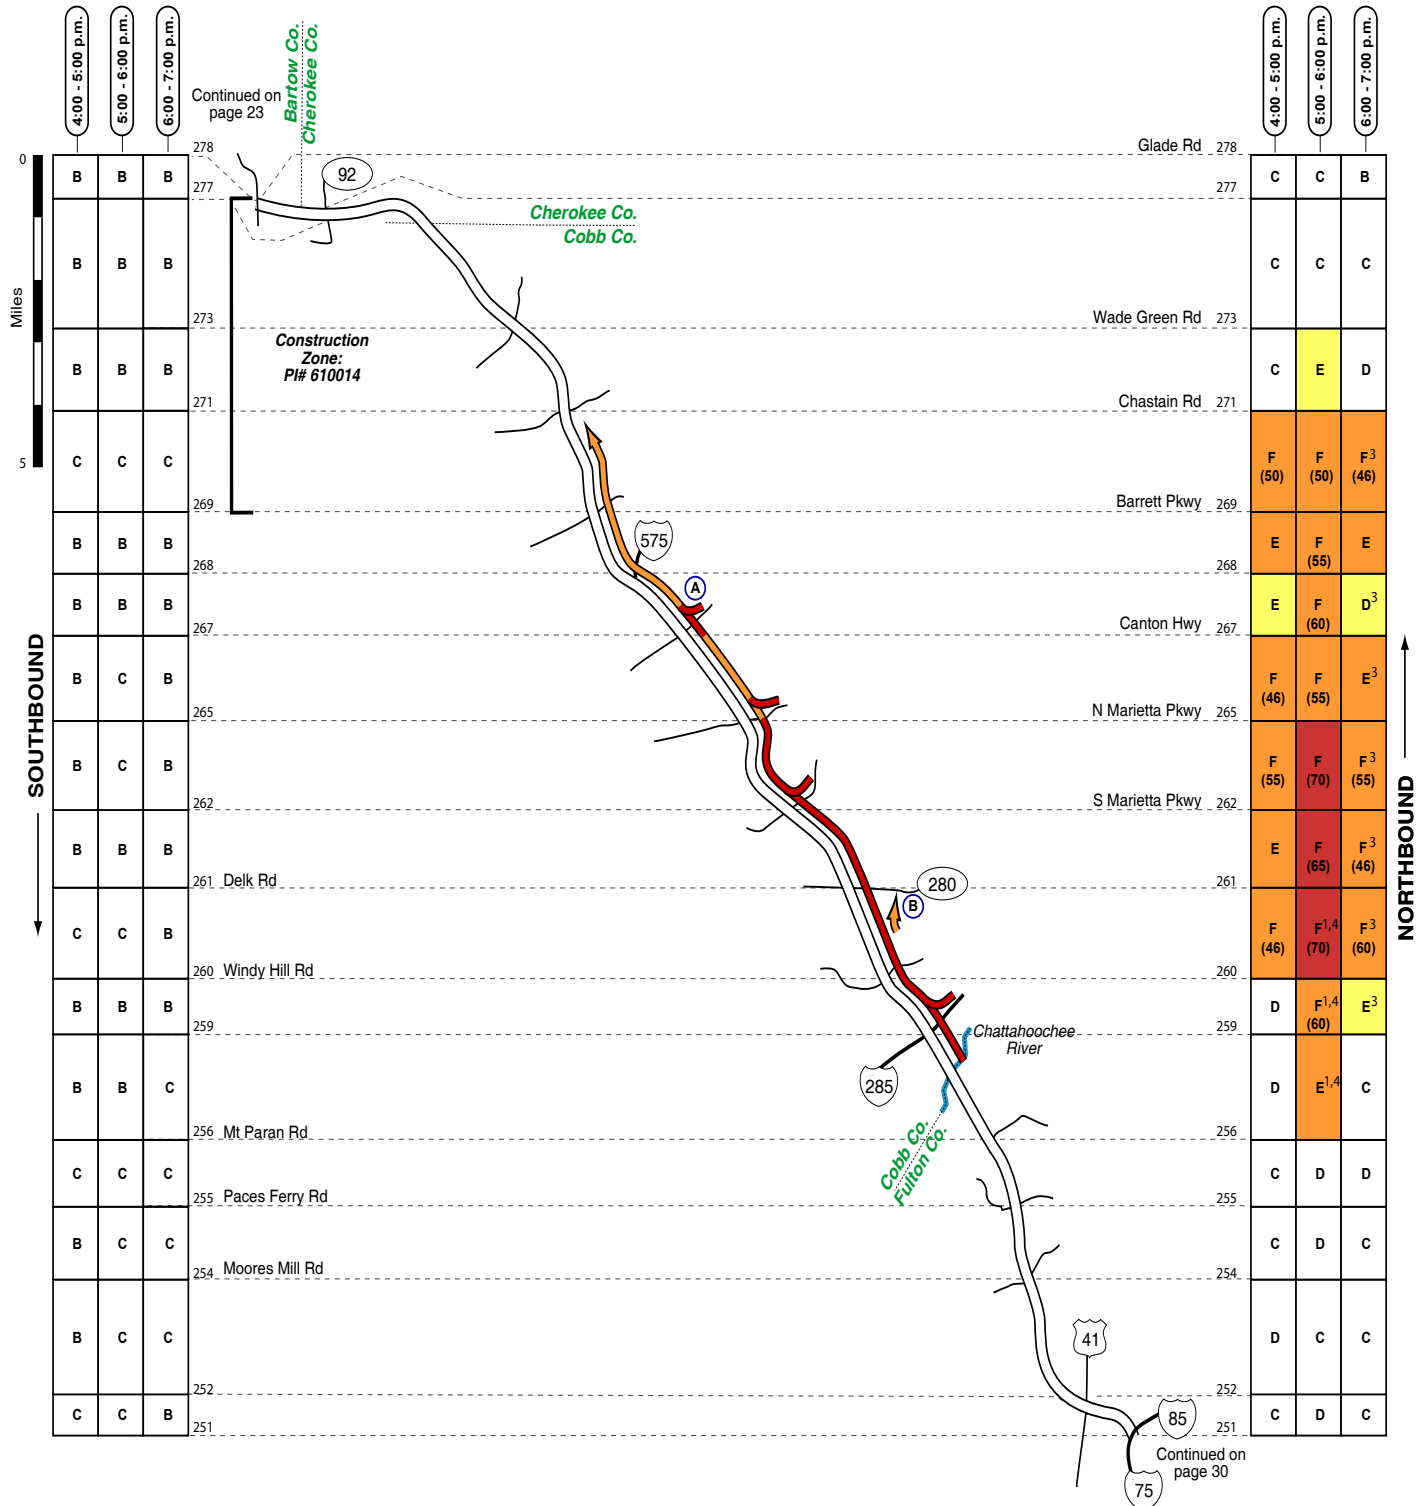 4:00 - 5:00 p.m.
5:00 - 6:00 p.m.
6:00 - 7:00 p.m.
Continued on
page 23
Bartow Co.
Cherokee Co.
4:00 - 5:00 p.m.
5:00 - 6:00 p.m.
6:00 - 7:00 p.m.
278
Glade Rd 278
0
B B B
92
C C B
277
277
Cherokee Co.
Cobb Co.
B B B
C C C
Miles
273
Wade Green Rd 273
Construction
Zone:
PI# 610014
B B B
C E D
271
Chastain Rd 271
5
C C C
F (50) F (50) F3 (46)
269
Barrett Pkwy 269
575
B B B
E F (55) E
268
268
A
B B B
E F (60) D3
267
Canton Hwy 267
SOUTHBOUND
B C B
F (46) F (55) E3
265
N Marietta Pkwy 265
B C B
F (55) F (70) F3 (55)
262
S Marietta Pkwy 262
NORTHBOUND
B B B
E F (65) F3 (46)
261 Delk Rd
261
280
B
C C B
F (46) F1,4 (70) F3 (60)
260 Windy Hill Rd
260
B B B
D F1,4 (60) E3
259
259
Chattahoochee
River
285
B B C
D E1,4 C
256 Mt Paran Rd
256
Cobb Co.
Fulton Co.
C C C
C D D
255 Paces Ferry Rd
255
B C C
C D C
254 Moores Mill Rd
254
41
B C C
D C C
252
252
C C B
85
C D C
251
251
Continued on
page 30
75